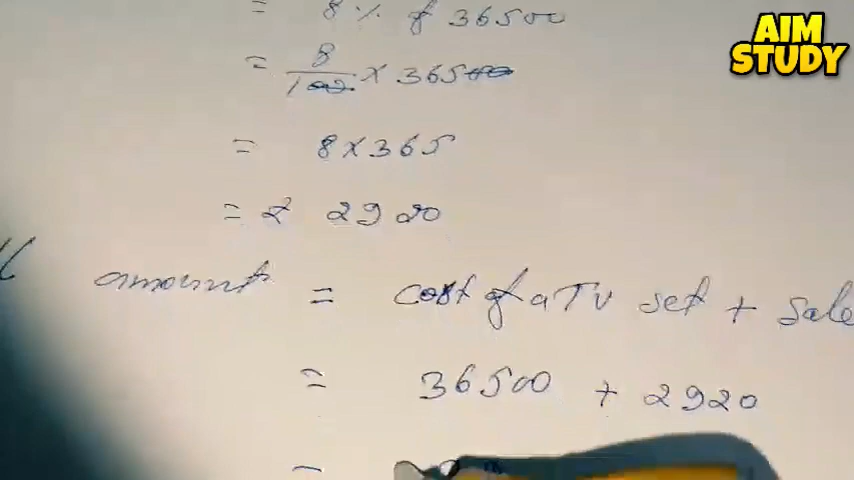 = 8% of 36500
AIM
STUDY
= 8/100 × 36500
= 8×365
= ₹ 2920
amount = cost of a TV set + Sale
= 36500 + 2920
=